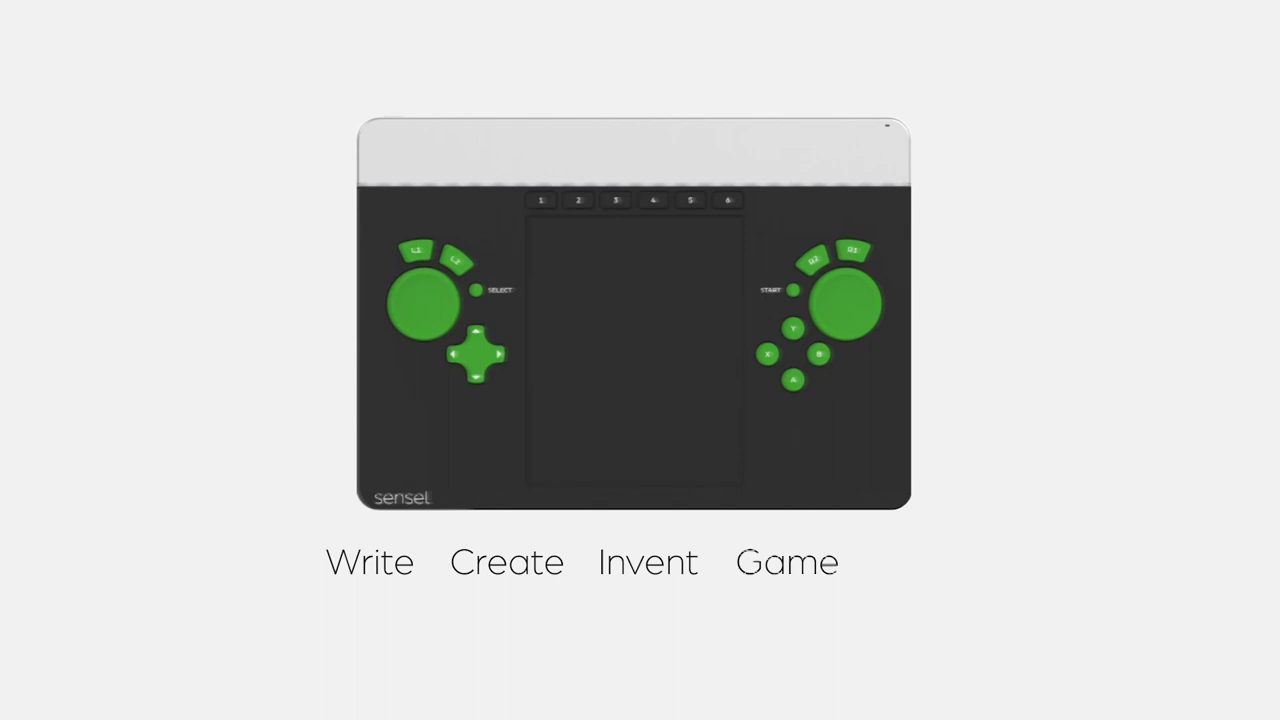 1 2 3 4 5 6
L1 L2 R2 R1
SELECT START
Y
X B
A
sensel
Write Create Invent Game